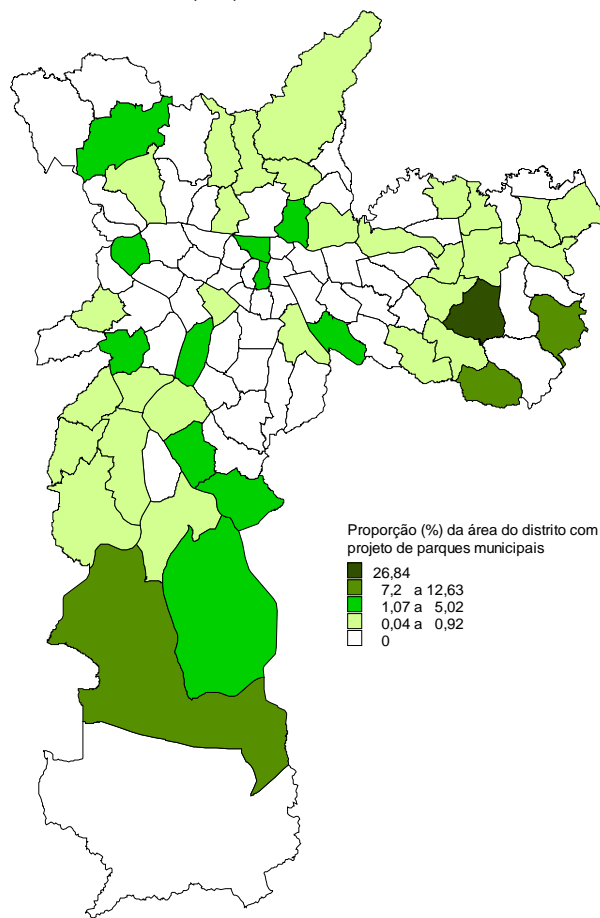 Proporção (%) da área do distrito com
projeto de parques municipais
26,84
7,2 a 12,63
1,07 a 5,02
0,04 a 0,92
0